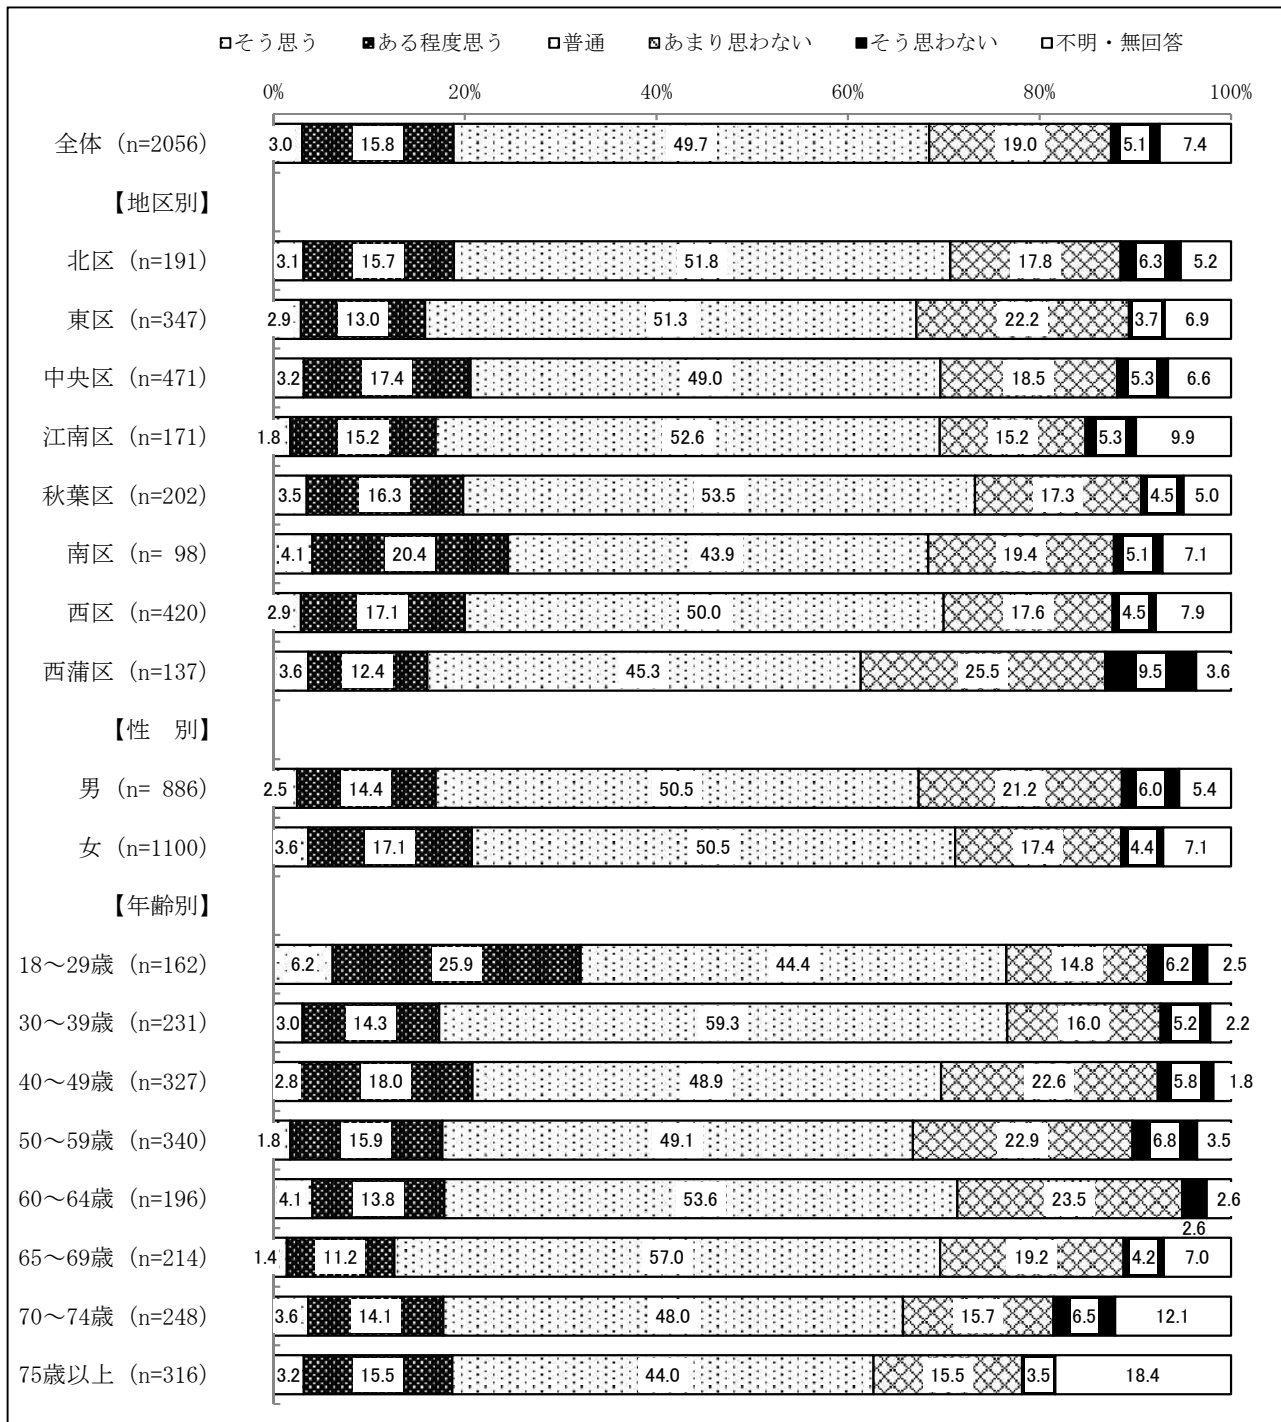 そう思う ある程度思う 普通 あまり思わない そう思わない 不明・無回答
0% 20% 40% 60% 80% 100%
全体 (n=2056) 3.0 15.8 49.7 19.0 5.1 7.4
【地区別】
北区 (n=191) 3.1 15.7 51.8 17.8 6.3 5.2
東区 (n=347) 2.9 13.0 51.3 22.2 3.7 6.9
中央区 (n=471) 3.2 17.4 49.0 18.5 5.3 6.6
江南区 (n=171) 1.8 15.2 52.6 15.2 5.3 9.9
秋葉区 (n=202) 3.5 16.3 53.5 17.3 4.5 5.0
南区 (n= 98) 4.1 20.4 43.9 19.4 5.1 7.1
西区 (n=420) 2.9 17.1 50.0 17.6 4.5 7.9
西蒲区 (n=137) 3.6 12.4 45.3 25.5 9.5 3.6
【性　別】
男 (n= 886) 2.5 14.4 50.5 21.2 6.0 5.4
女 (n=1100) 3.6 17.1 50.5 17.4 4.4 7.1
【年齢別】
18～29歳 (n=162) 6.2 25.9 44.4 14.8 6.2 2.5
30～39歳 (n=231) 3.0 14.3 59.3 16.0 5.2 2.2
40～49歳 (n=327) 2.8 18.0 48.9 22.6 5.8 1.8
50～59歳 (n=340) 1.8 15.9 49.1 22.9 6.8 3.5
60～64歳 (n=196) 4.1 13.8 53.6 23.5 2.6
2.6
65～69歳 (n=214) 1.4 11.2 57.0 19.2 4.2 7.0
70～74歳 (n=248) 3.6 14.1 48.0 15.7 6.5 12.1
75歳以上 (n=316) 3.2 15.5 44.0 15.5 3.5 18.4